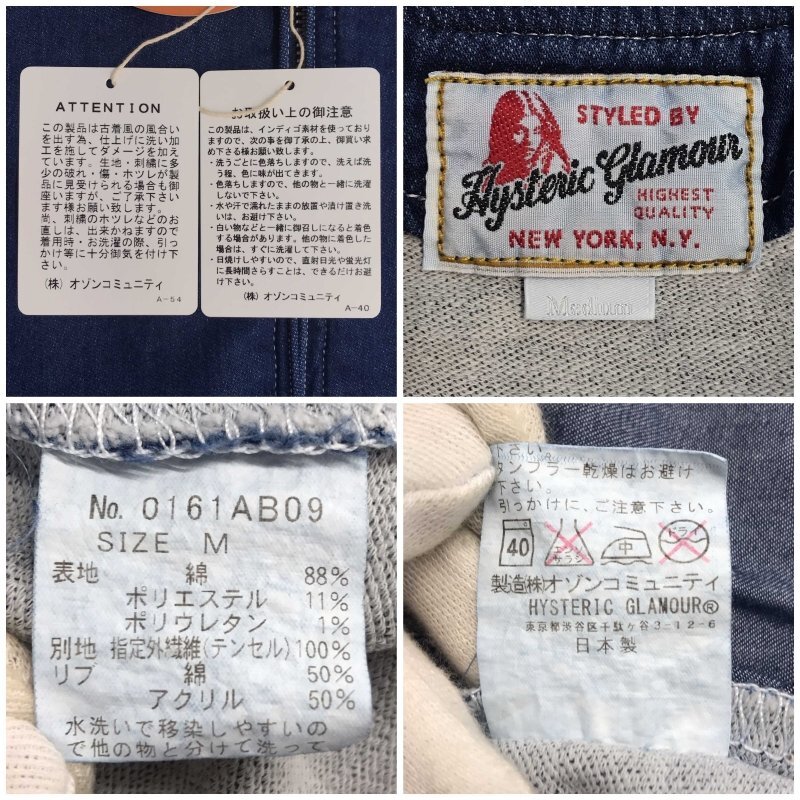 ATTENTION
この製品は古着風の風合い
を出す為、仕上げに洗い加
工を施してダメージを加え
ています。生地・刺繍に多
少の破れ・傷・ホツレが製
品に見受けられる場合も御
座いますが、ご了承下さい
ます様お願い致します。
尚、刺繍のホツレなどのお
直しは、出来かねますので
着用時・お洗濯の際、引っ
かけ等に十分御気を付け下
さい。
(株) オゾンコミュニティ
A-54
お取扱い上の御注意
この製品は、インディゴ素材を使っており
ますので、次の事を御了承の上、御買い求
め下さる様お願い致します。
・洗うごとに色落ちしますので、洗えば洗
う程、色に味が出てきます。
・色落ちしますので、他の物と一緒に洗濯
しないで下さい。
・水や汗で濡れたままの放置や漬け置き洗
いは、お避け下さい。
・白い物などと一緒に御召しになると着色
する場合があります。他の物に着色した
場合は、すぐに洗濯して下さい。
・日焼けしやすいので、直射日光や蛍光灯
に長時間さらすことは、できるだけお避
け下さい。
(株) オゾンコミュニティ
A-40
STYLED BY
Hysteric Glamour
HIGHEST
QUALITY
NEW YORK, N.Y.
Medium
No. 0161AB09
SIZE M
表地 綿 88%
ポリエステル 11%
ポリウレタン 1%
別地 指定外繊維(テンセル)100%
リブ 綿 50%
アクリル 50%
水洗いで移染しやすいの
で他の物と分けて洗って
下さい。
タンブラー乾燥はお避け
下さい。
引っかけに、ご注意下さい。
40 エンソサラシ 中 ドライ
製造㈱オゾンコミュニティ
HYSTERIC GLAMOUR®
東京都渋谷区千駄ヶ谷3-12-6
日本製